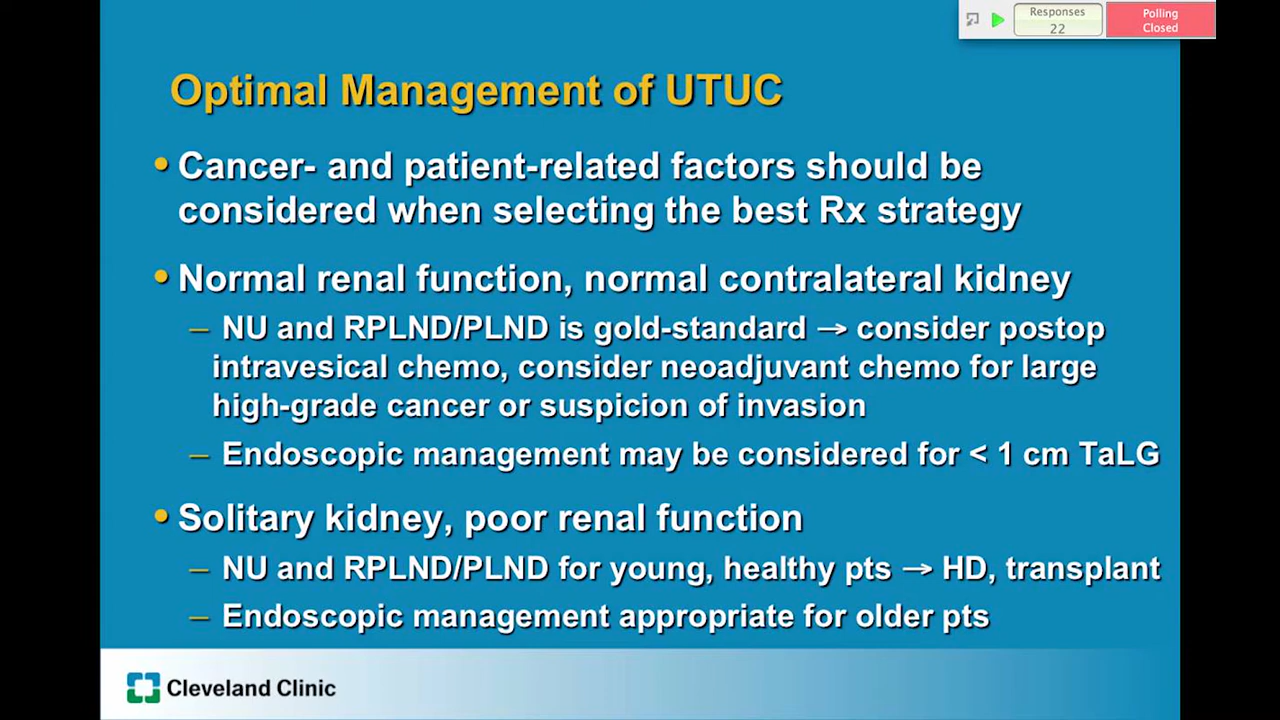 Responses
22
Polling
Closed
Optimal Management of UTUC
• Cancer- and patient-related factors should be
considered when selecting the best Rx strategy
• Normal renal function, normal contralateral kidney
– NU and RPLND/PLND is gold-standard → consider postop
intravesical chemo, consider neoadjuvant chemo for large
high-grade cancer or suspicion of invasion
– Endoscopic management may be considered for < 1 cm TaLG
• Solitary kidney, poor renal function
– NU and RPLND/PLND for young, healthy pts → HD, transplant
– Endoscopic management appropriate for older pts
Cleveland Clinic